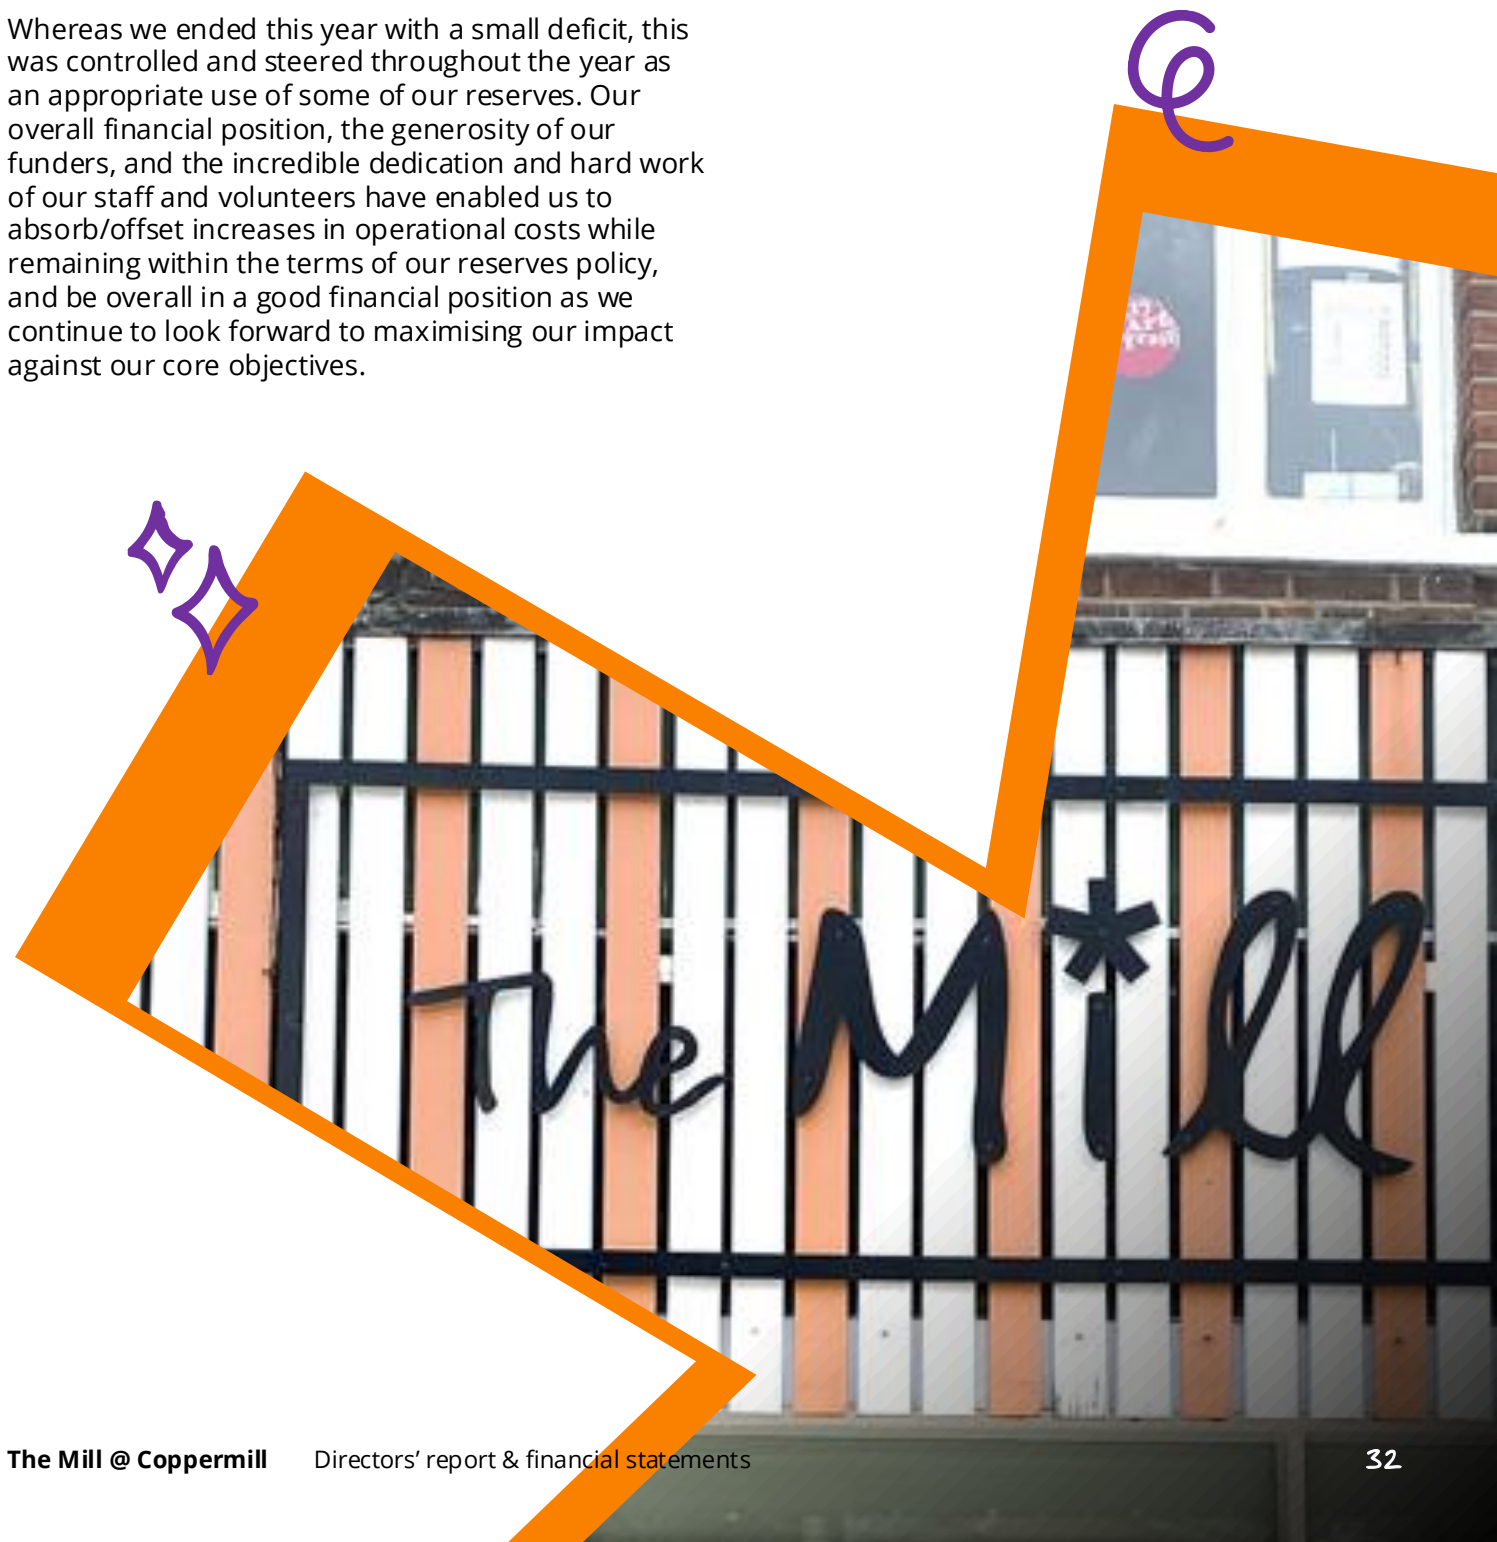 Whereas we ended this year with a small deficit, this
was controlled and steered throughout the year as
an appropriate use of some of our reserves. Our
overall financial position, the generosity of our
funders, and the incredible dedication and hard work
of our staff and volunteers have enabled us to
absorb/offset increases in operational costs while
remaining within the terms of our reserves policy,
and be overall in a good financial position as we
continue to look forward to maximising our impact
against our core objectives.
The Mill
The Mill @ Coppermill Directors’ report & financial statements 32